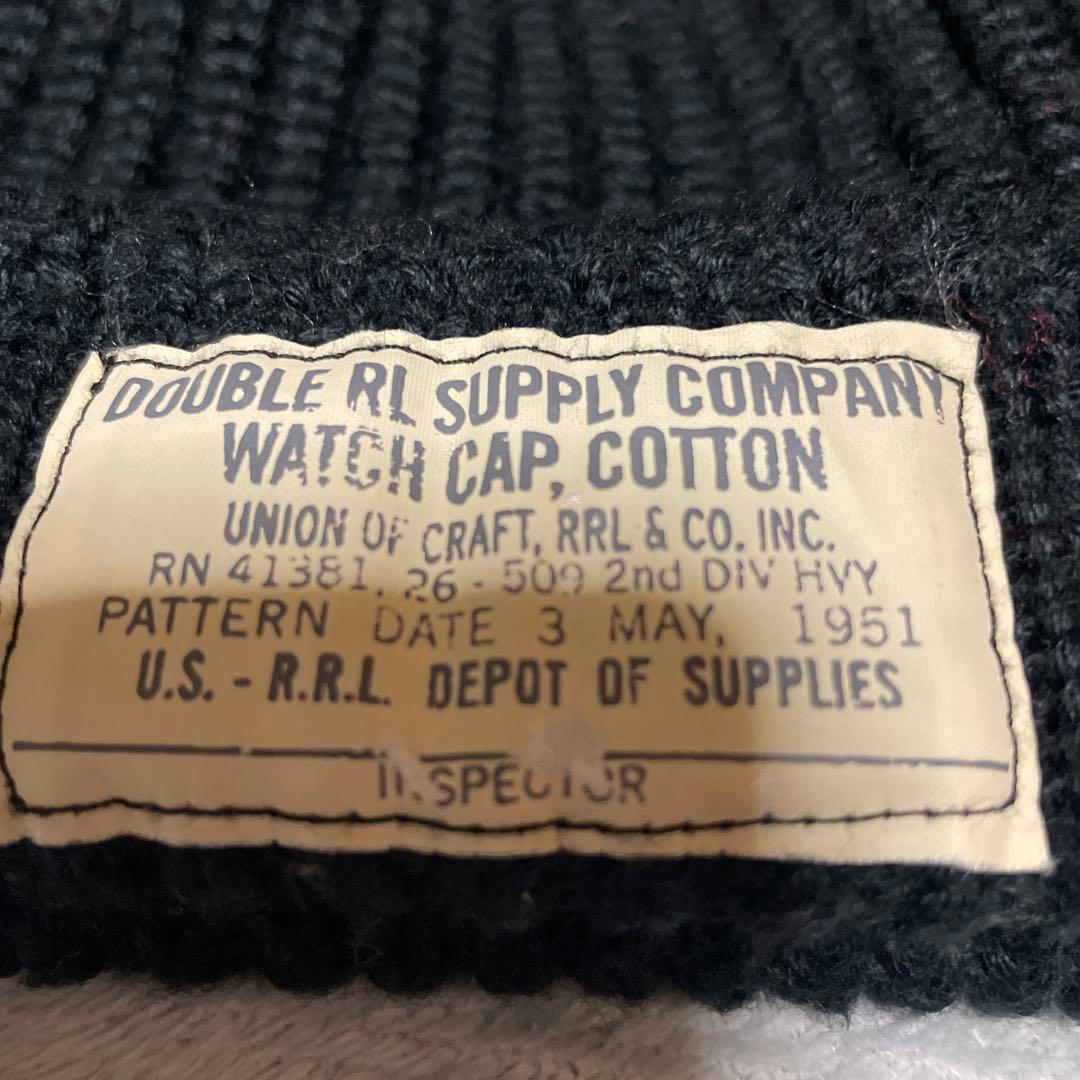 DOUBLE RL SUPPLY COMPANY
WATCH CAP, COTTON
UNION OF CRAFT, RRL & CO. INC.
RN 41381, 26 - 509 2nd DIV HVY
PATTERN DATE 3 MAY, 1951
U.S. - R.R.L. DEPOT OF SUPPLIES
INSPECTOR